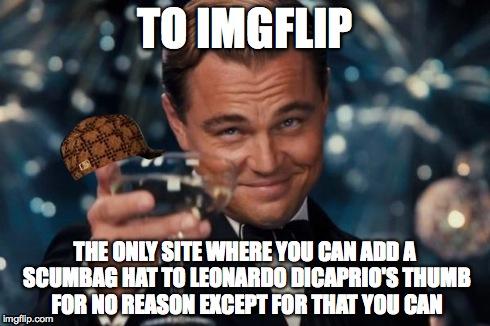 TO IMGFLIP
THE ONLY SITE WHERE YOU CAN ADD A
SCUMBAG HAT TO LEONARDO DICAPRIO'S THUMB
FOR NO REASON EXCEPT FOR THAT YOU CAN
imgflip.com